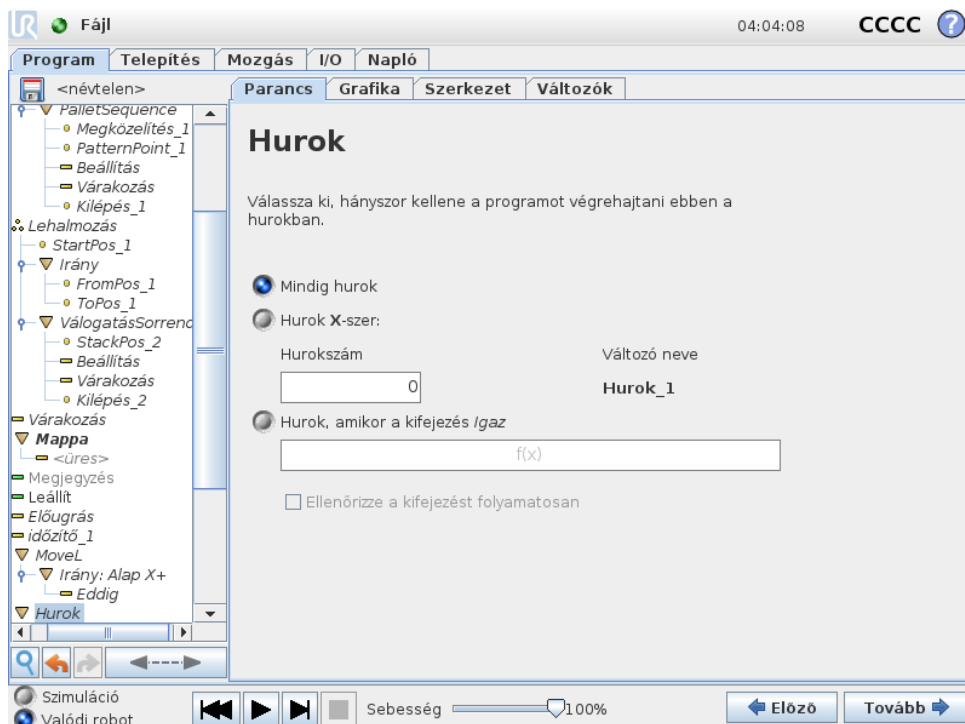 UR Fájl 04:04:08 CCCC ?
Program Telepítés Mozgás I/O Napló
<névtelen>
Parancs Grafika Szerkezet Változók
PalletSequence
Megközelítés_1
PatternPoint_1
Beállítás
Várakozás
Kilépés_1
Lehalmozás
StartPos_1
Irány
FromPos_1
ToPos_1
VálogatásSorrend
StackPos_2
Beállítás
Várakozás
Kilépés_2
Várakozás
Mappa
<üres>
Megjegyzés
Leállít
Előugrás
időzítő_1
MoveL
Irány: Alap X+
Eddig
Hurok
Hurok
Válassza ki, hányszor kellene a programot végrehajtani ebben a
hurokban.
Mindig hurok
Hurok X-szer:
Hurokszám Változó neve
0 Hurok_1
Hurok, amikor a kifejezés Igaz
f(x)
Ellenőrizze a kifejezést folyamatosan
Szimuláció
Valódi robot
Sebesség 100%
Előző Tovább